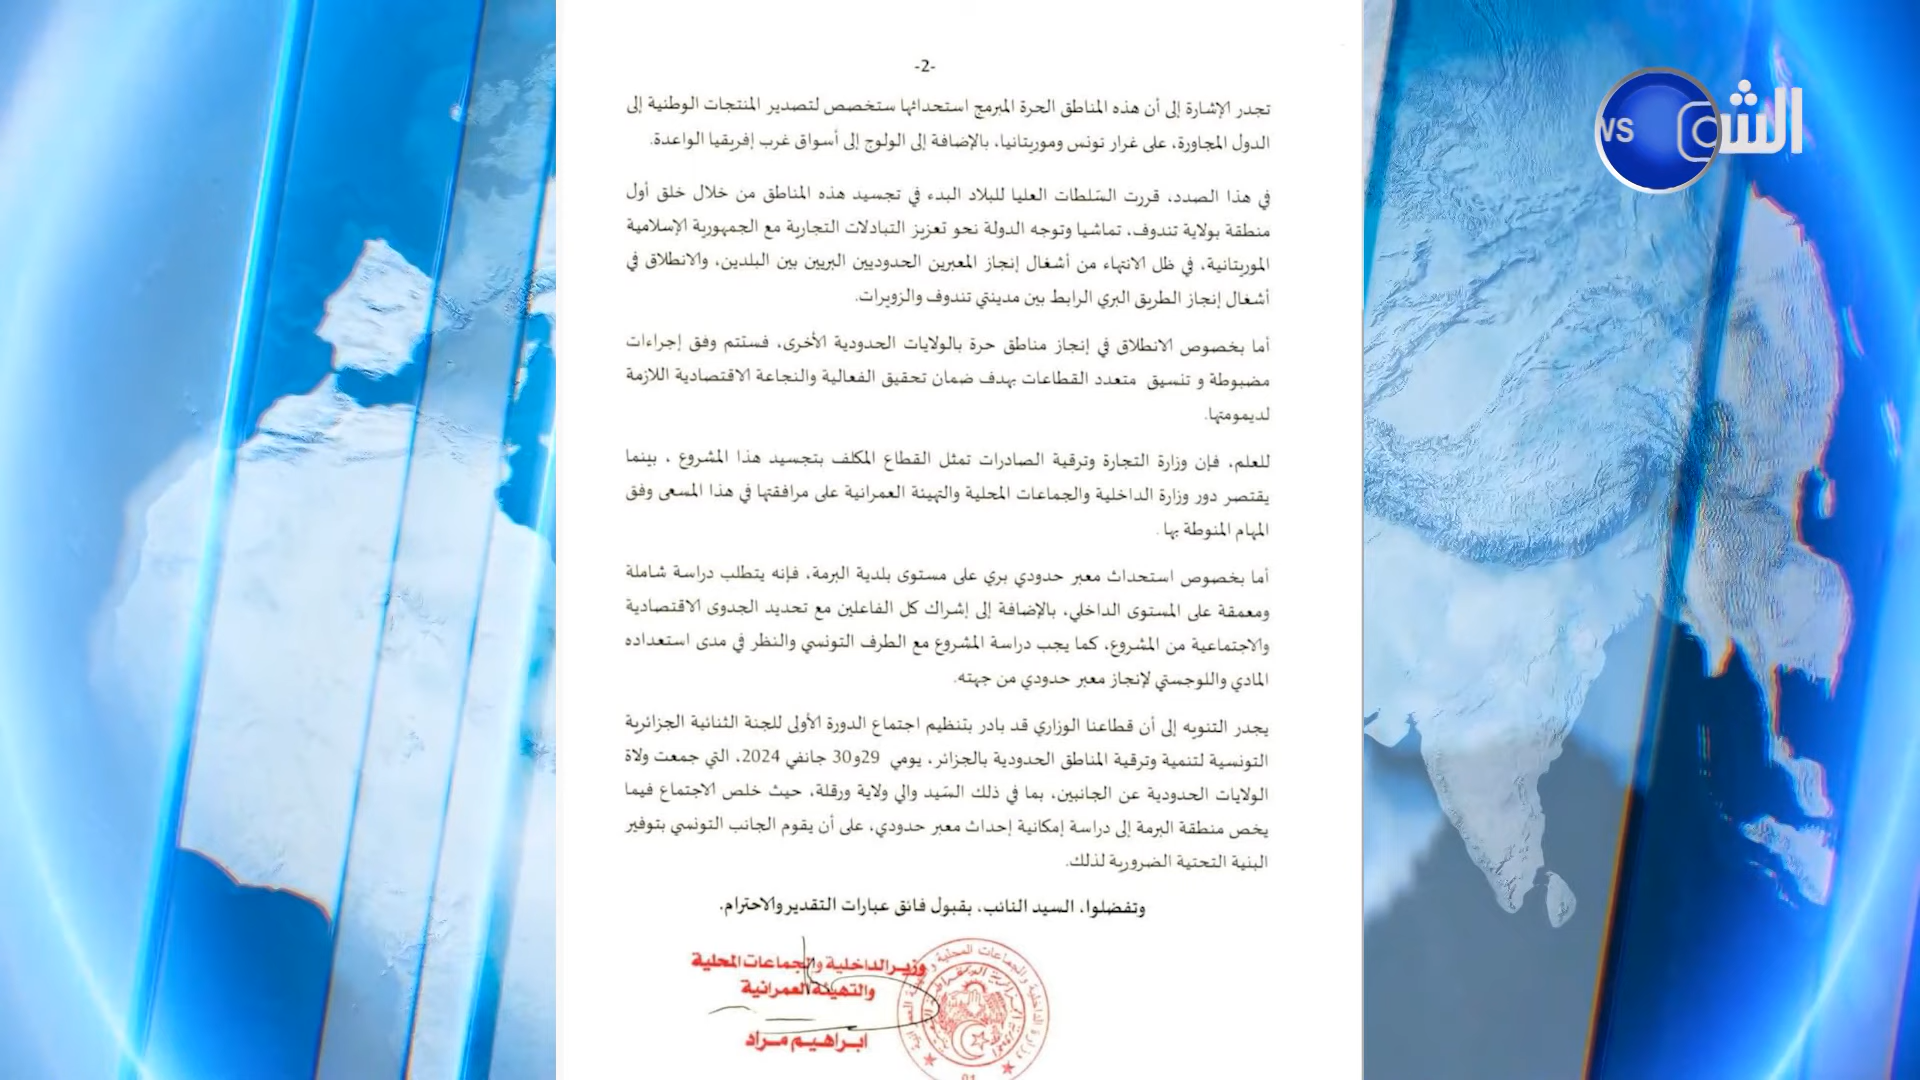 -2-
تجدر الإشارة إلى أن هذه المناطق الحرة المبرمج استحداثها ستخصص لتصدير المنتجات الوطنية إلى
الدول المجاورة، على غرار تونس وموريتانيا، بالإضافة إلى الولوج إلى أسواق غرب إفريقيا الواعدة.
في هذا الصدد، قررت السّلطات العليا للبلاد البدء في تجسيد هذه المناطق من خلال خلق أول
منطقة بولاية تندوف، تماشيا وتوجه الدولة نحو تعزيز التبادلات التجارية مع الجمهورية الإسلامية
الموريتانية، في ظل الانتهاء من أشغال إنجاز المعبرين الحدوديين البريين بين البلدين، والانطلاق في
أشغال إنجاز الطريق البري الرابط بين مدينتي تندوف والزويرات.
أما بخصوص الانطلاق في إنجاز مناطق حرة بالولايات الحدودية الأخرى، فستتم وفق إجراءات
مضبوطة و تنسيق متعدد القطاعات بهدف ضمان تحقيق الفعالية والنجاعة الاقتصادية اللازمة
لديمومتها.
للعلم، فإن وزارة التجارة وترقية الصادرات تمثل القطاع المكلف بتجسيد هذا المشروع ، بينما
يقتصر دور وزارة الداخلية والجماعات المحلية والتهيئة العمرانية على مرافقتها في هذا المسعى وفق
المهام المنوطة بها .
أما بخصوص استحداث معبر حدودي بري على مستوى بلدية البرمة، فإنه يتطلب دراسة شاملة
ومعمقة على المستوى الداخلي، بالإضافة إلى إشراك كل الفاعلين مع تحديد الجدوى الاقتصادية
والاجتماعية من المشروع، كما يجب دراسة المشروع مع الطرف التونسي والنظر في مدى استعداده
المادي واللوجستي لإنجاز معبر حدودي من جهته.
يجدر التنويه إلى أن قطاعنا الوزاري قد بادر بتنظيم اجتماع الدورة الأولى للجنة الثنائية الجزائرية
التونسية لتنمية وترقية المناطق الحدودية بالجزائر، يومي 29و30 جانفي 2024، التي جمعت ولاة
الولايات الحدودية عن الجانبين، بما في ذلك السّيد والي ولاية ورقلة، حيث خلص الاجتماع فيما
يخص منطقة البرمة إلى دراسة إمكانية إحداث معبر حدودي، على أن يقوم الجانب التونسي بتوفير
البنية التحتية الضرورية لذلك.
وتفضلوا، السيد النائب، بقبول فائق عبارات التقدير والاحترام.
وزير الداخلية والجماعات المحلية
والتهيئة العمرانية
ابراهيم مراد
الش
WS